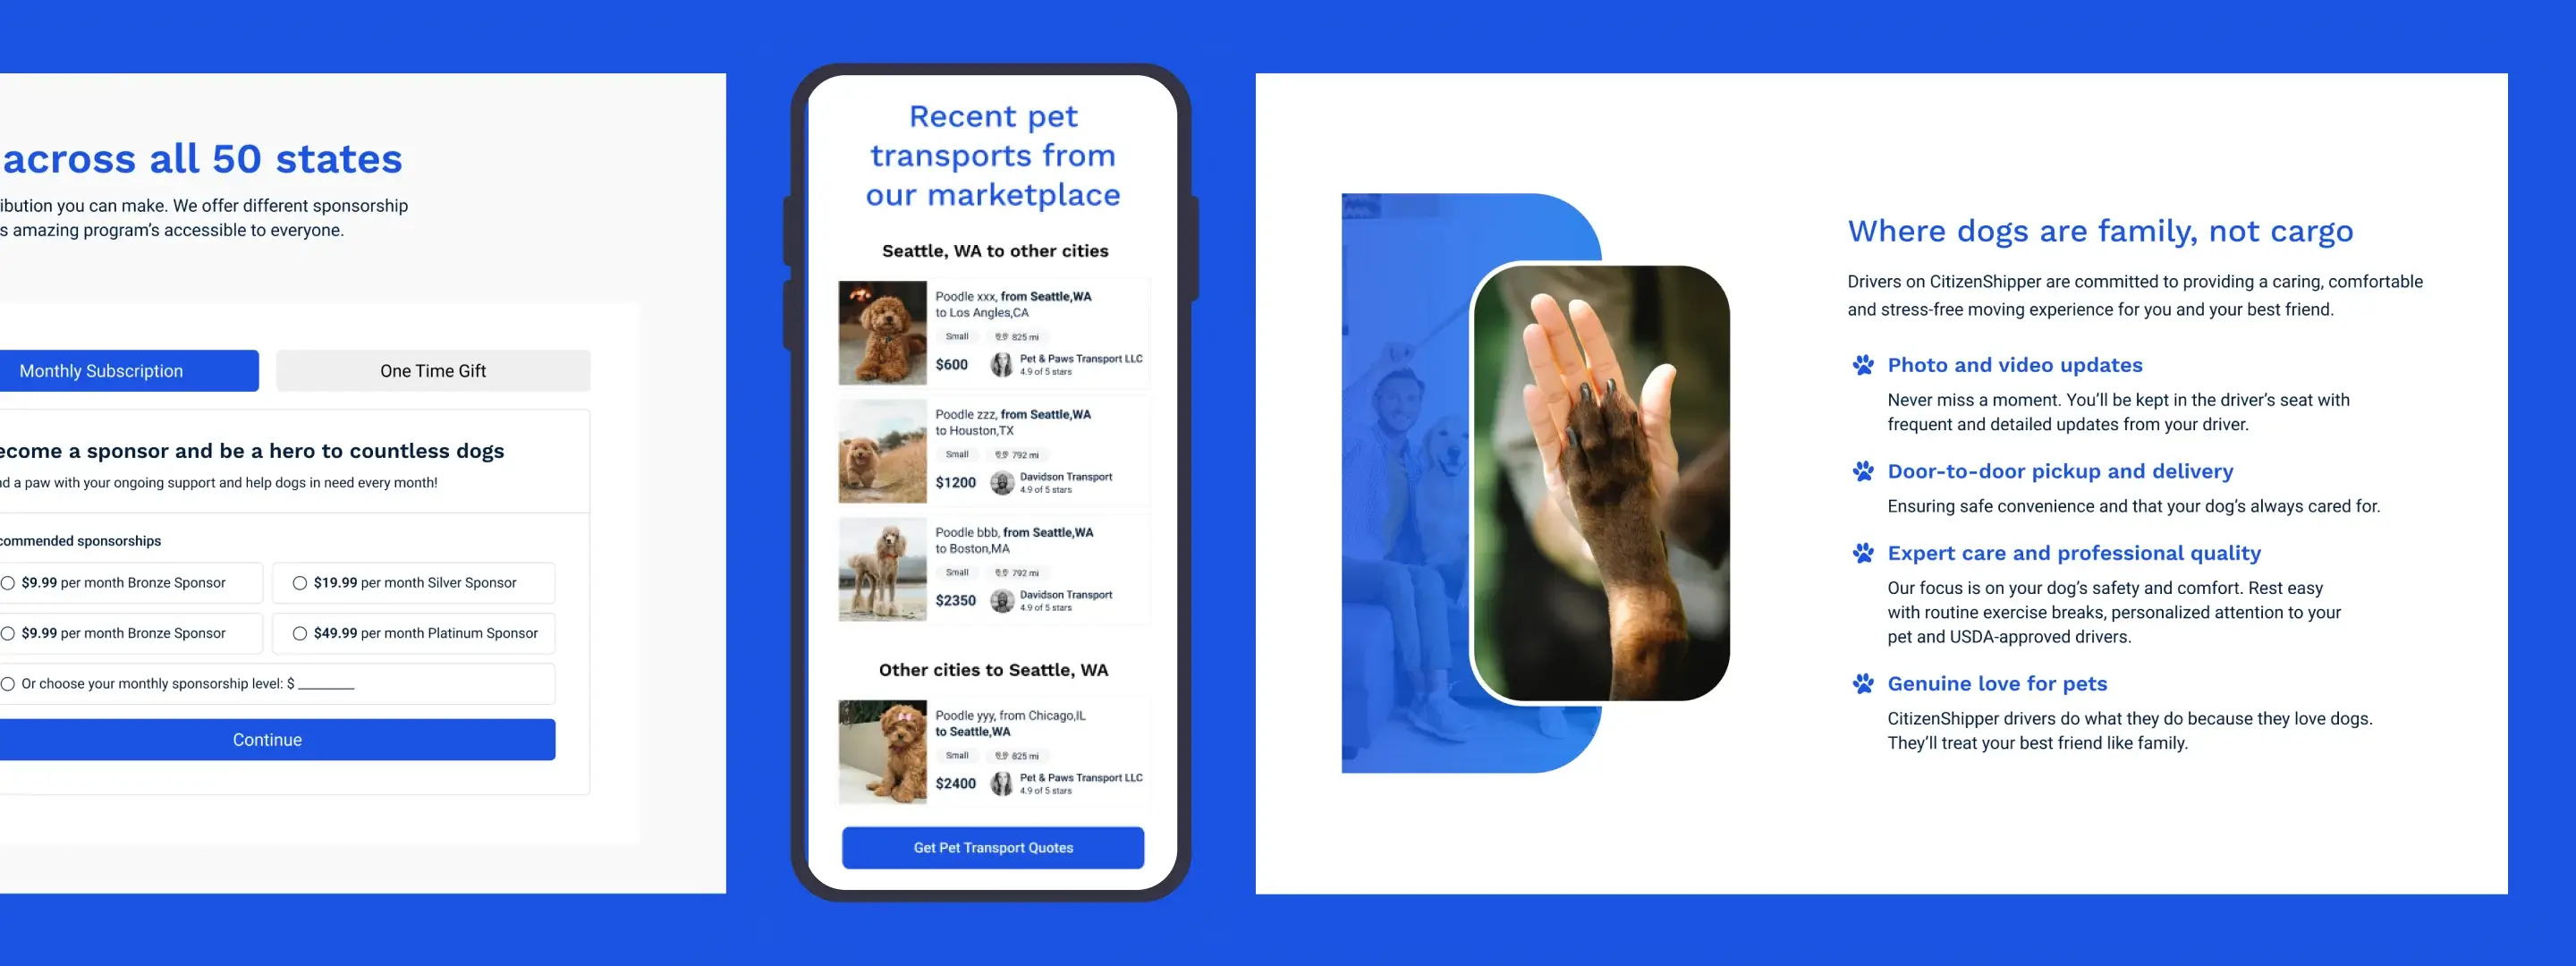 across all 50 states
ibution you can make. We offer different sponsorship
s amazing program's accessible to everyone.
Monthly Subscription
One Time Gift
ecome a sponsor and be a hero to countless dogs
d a paw with your ongoing support and help dogs in need every month!
commended sponsorships
$9.99 per month Bronze Sponsor
$19.99 per month Silver Sponsor
$9.99 per month Bronze Sponsor
$49.99 per month Platinum Sponsor
Or choose your monthly sponsorship level: $ ________
Continue
Recent pet
transports from
our marketplace
Seattle, WA to other cities
Poodle xxx, from Seattle,WA
to Los Angles,CA
Small
825 mi
$600
Pet & Paws Transport LLC
4.9 of 5 stars
Poodle zzz, from Seattle,WA
to Houston,TX
Small
792 mi
$1200
Davidson Transport
4.9 of 5 stars
Poodle bbb, from Seattle,WA
to Boston,MA
Small
792 mi
$2350
Davidson Transport
4.9 of 5 stars
Other cities to Seattle, WA
Poodle yyy, from Chicago,IL
to Seattle,WA
Small
825 mi
$2400
Pet & Paws Transport LLC
4.9 of 5 stars
Get Pet Transport Quotes
Where dogs are family, not cargo
Drivers on CitizenShipper are committed to providing a caring, comfortable
and stress-free moving experience for you and your best friend.
Photo and video updates
Never miss a moment. You'll be kept in the driver's seat with
frequent and detailed updates from your driver.
Door-to-door pickup and delivery
Ensuring safe convenience and that your dog's always cared for.
Expert care and professional quality
Our focus is on your dog's safety and comfort. Rest easy
with routine exercise breaks, personalized attention to your
pet and USDA-approved drivers.
Genuine love for pets
CitizenShipper drivers do what they do because they love dogs.
They'll treat your best friend like family.